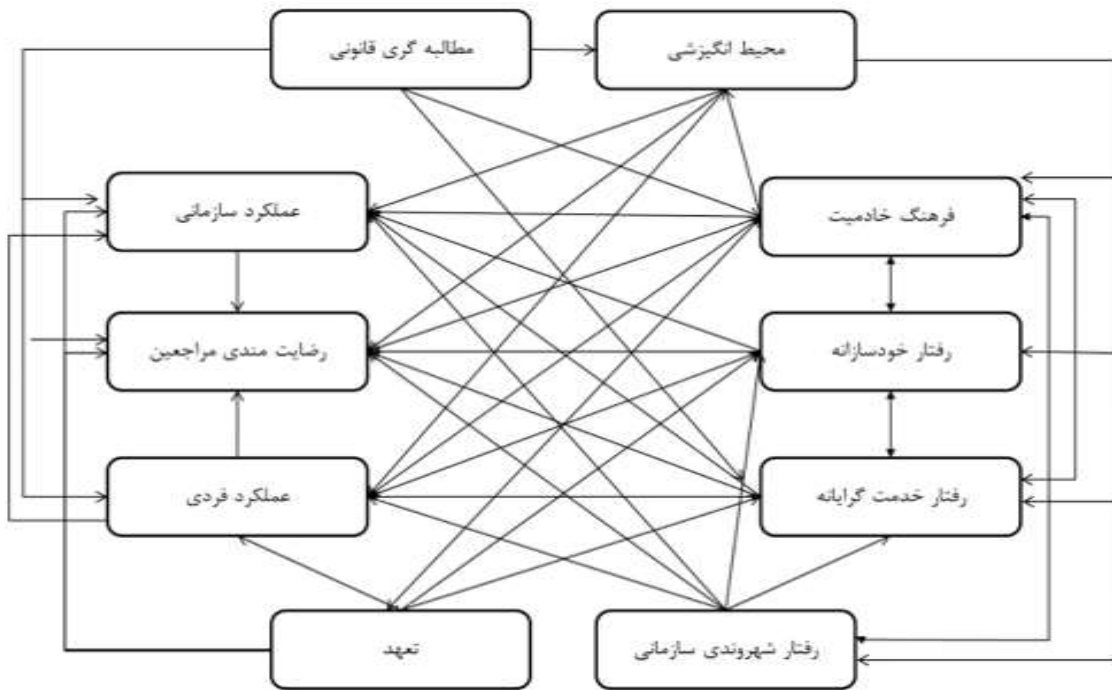 مطالبه گری قانونی
محیط انگیزشی
فرهنگ خادمیت
عملکرد سازمانی
رفتار خودسازانه
رضایت مندی مراجعین
رفتار خدمت گرایانه
عملکرد فردی
رفتار شهروندی سازمانی
تعهد